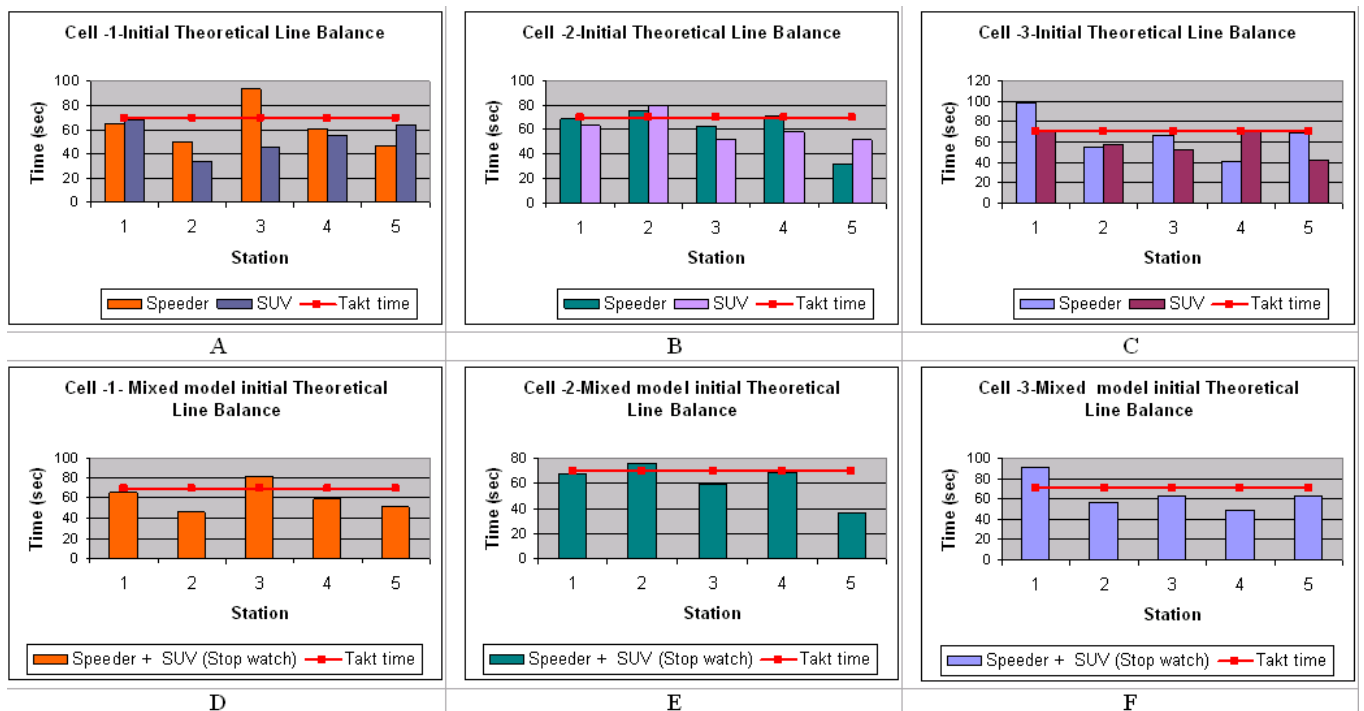 Cell -1-Initial Theoretical Line Balance
Time (sec)
100
80
60
40
20
0
1 2 3 4 5
Station
Speeder SUV Takt time
A
Cell -2-Initial Theoretical Line Balance
Time (sec)
100
80
60
40
20
0
1 2 3 4 5
Station
Speeder SUV Takt time
B
Cell -3-Initial Theoretical Line Balance
Time (sec)
120
100
80
60
40
20
0
1 2 3 4 5
Station
Speeder SUV Takt time
C
Cell -1- Mixed model initial Theoretical
Line Balance
Time (sec)
100
80
60
40
20
0
1 2 3 4 5
Station
Speeder + SUV (Stop watch) Takt time
D
Cell -2-Mixed model initial Theoretical
Line Balance
Time (sec)
80
60
40
20
0
1 2 3 4 5
Station
Speeder + SUV (Stop watch) Takt time
E
Cell -3-Mixed model initial Theoretical
Line Balance
Time (sec)
100
80
60
40
20
0
1 2 3 4 5
Station
Speeder + SUV (Stop watch) Takt time
F